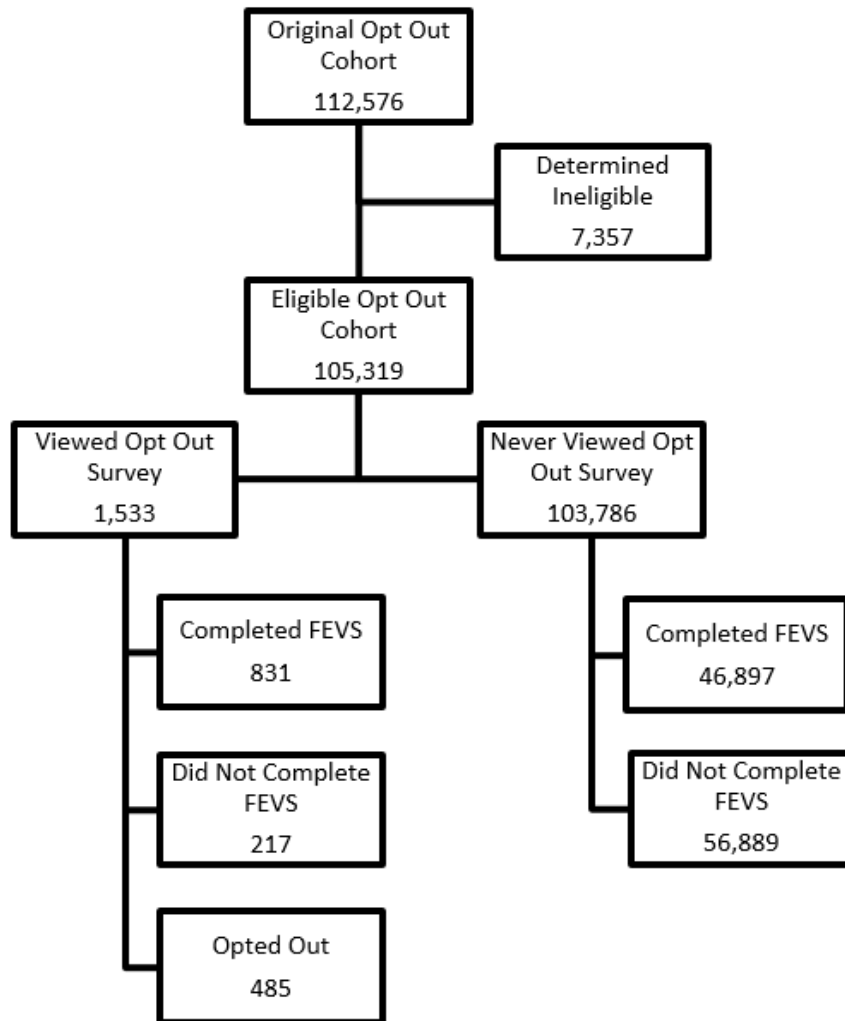 Original Opt Out
Cohort
112,576
Determined
Ineligible
7,357
Eligible Opt Out
Cohort
105,319
Viewed Opt Out
Survey
1,533
Never Viewed Opt
Out Survey
103,786
Completed FEVS
831
Did Not Complete
FEVS
217
Opted Out
485
Completed FEVS
46,897
Did Not Complete
FEVS
56,889